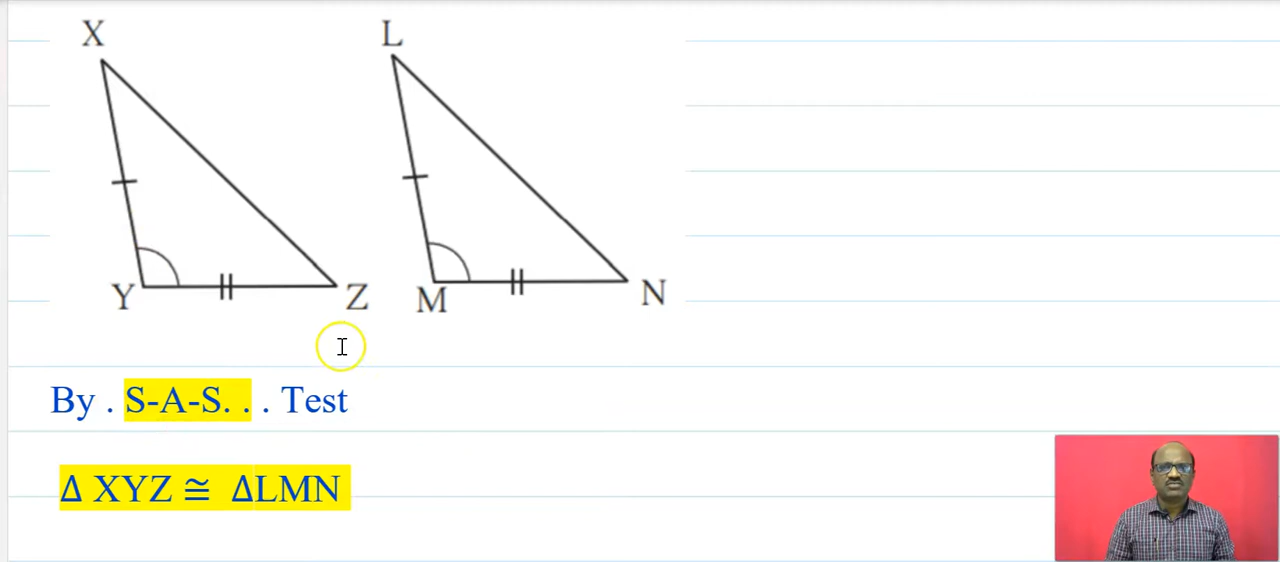 X L
Y Z M N
By . S-A-S. . . Test
Δ XYZ ≅ ΔLMN